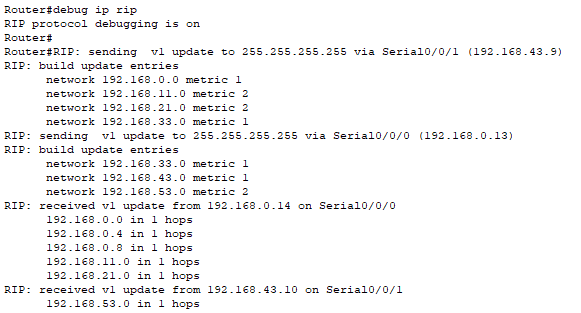 Router#debug ip rip
RIP protocol debugging is on
Router#
Router#RIP: sending  v1 update to 255.255.255.255 via Serial0/0/1 (192.168.43.9)
RIP: build update entries
      network 192.168.0.0 metric 1
      network 192.168.11.0 metric 2
      network 192.168.21.0 metric 2
      network 192.168.33.0 metric 1
RIP: sending  v1 update to 255.255.255.255 via Serial0/0/0 (192.168.0.13)
RIP: build update entries
      network 192.168.33.0 metric 1
      network 192.168.43.0 metric 1
      network 192.168.53.0 metric 2
RIP: received v1 update from 192.168.0.14 on Serial0/0/0
      192.168.0.0 in 1 hops
      192.168.0.4 in 1 hops
      192.168.0.8 in 1 hops
      192.168.11.0 in 1 hops
      192.168.21.0 in 1 hops
RIP: received v1 update from 192.168.43.10 on Serial0/0/1
      192.168.53.0 in 1 hops